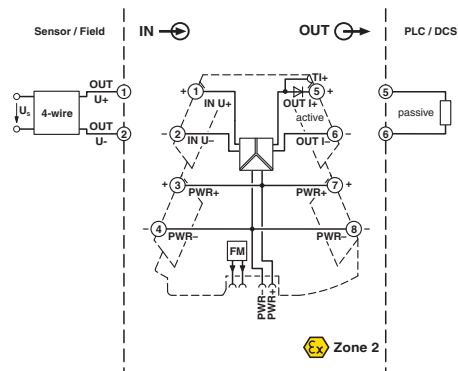 Sensor / Field
IN
OUT
PLC / DCS
OUT
U+
1
Us
4-wire
OUT
U-
2
+ 1
IN U+
TI+
5 +
OUT I+
active
5
passive
6
– 2
IN U–
6 –
OUT I–
+ 3
PWR+
7 +
PWR+
– 4
PWR–
8 –
PWR–
FM
PWR–
PWR+
Ex Zone 2